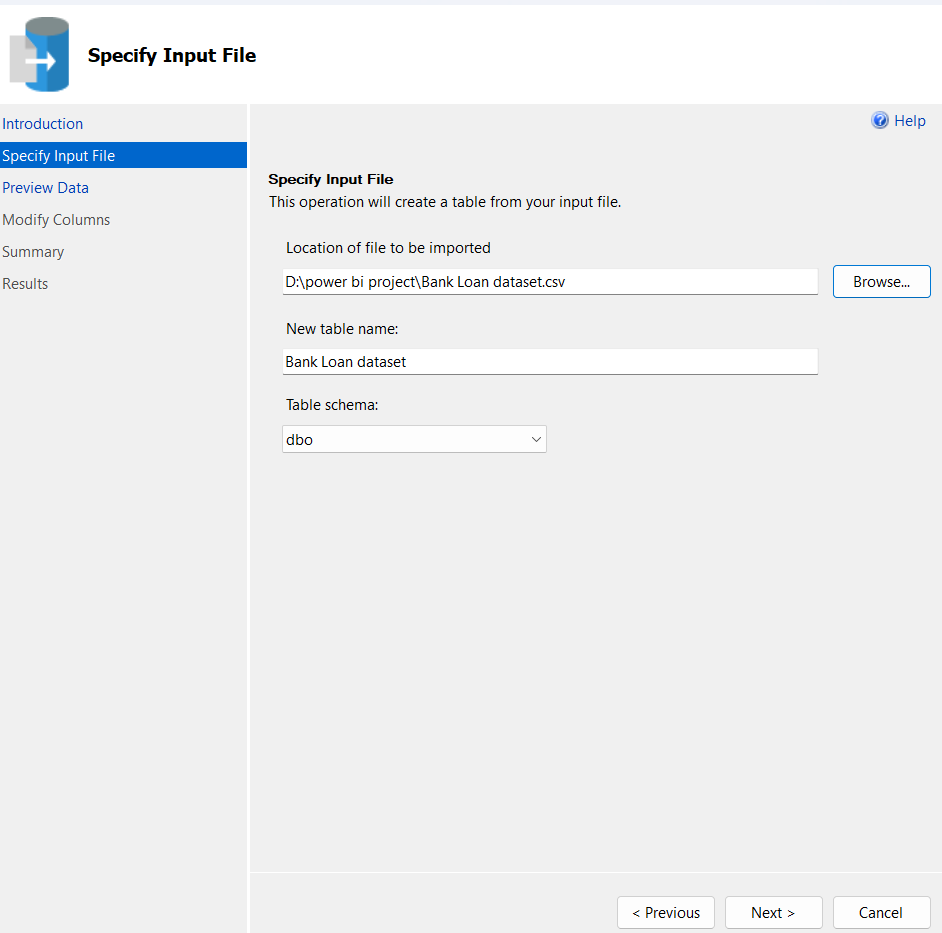 Specify Input File
Introduction
Specify Input File
Preview Data
Modify Columns
Summary
Results
Help
Specify Input File
This operation will create a table from your input file.
Location of file to be imported
D:\power bi project\Bank Loan dataset.csv
Browse...
New table name:
Bank Loan dataset
Table schema:
dbo
< Previous
Next >
Cancel